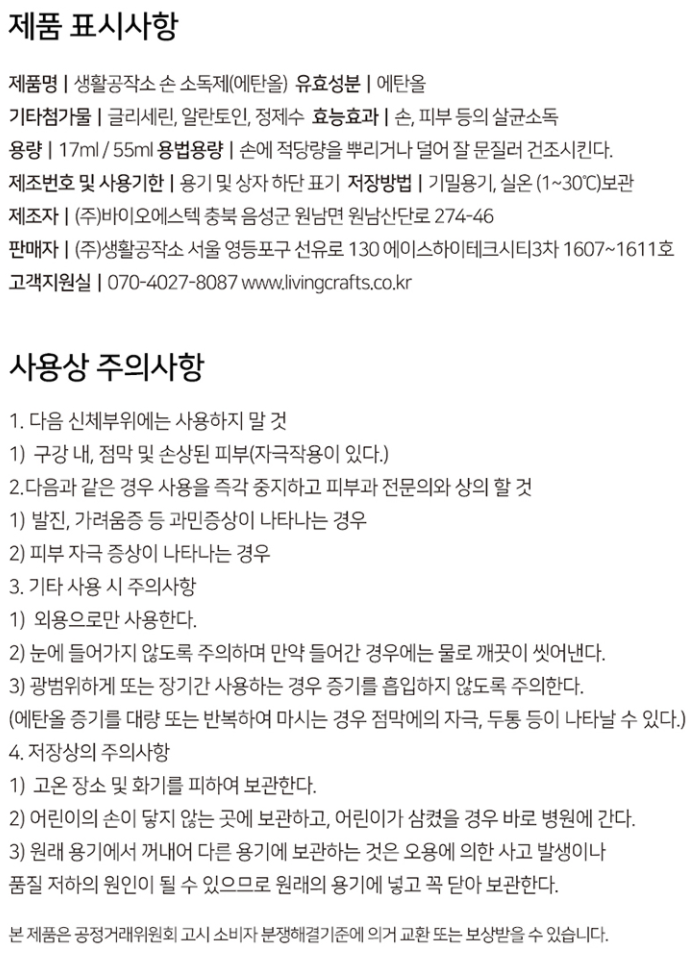 제품 표시사항
제품명 | 생활공작소 손 소독제(에탄올) 유효성분 | 에탄올
기타첨가물 | 글리세린, 알란토인, 정제수 효능효과 | 손, 피부 등의 살균소독
용량 | 17ml / 55ml 용법용량 | 손에 적당량을 뿌리거나 덜어 잘 문질러 건조시킨다.
제조번호 및 사용기한 | 용기 및 상자 하단 표기 저장방법 | 기밀용기, 실온 (1~30℃)보관
제조자 | (주)바이오에스텍 충북 음성군 원남면 원남산단로 274-46
판매자 | (주)생활공작소 서울 영등포구 선유로 130 에이스하이테크시티3차 1607~1611호
고객지원실 | 070-4027-8087 www.livingcrafts.co.kr
사용상 주의사항
1. 다음 신체부위에는 사용하지 말 것
1) 구강 내, 점막 및 손상된 피부(자극작용이 있다.)
2.다음과 같은 경우 사용을 즉각 중지하고 피부과 전문의와 상의 할 것
1) 발진, 가려움증 등 과민증상이 나타나는 경우
2) 피부 자극 증상이 나타나는 경우
3. 기타 사용 시 주의사항
1) 외용으로만 사용한다.
2) 눈에 들어가지 않도록 주의하며 만약 들어간 경우에는 물로 깨끗이 씻어낸다.
3) 광범위하게 또는 장기간 사용하는 경우 증기를 흡입하지 않도록 주의한다.
(에탄올 증기를 대량 또는 반복하여 마시는 경우 점막에의 자극, 두통 등이 나타날 수 있다.)
4. 저장상의 주의사항
1) 고온 장소 및 화기를 피하여 보관한다.
2) 어린이의 손이 닿지 않는 곳에 보관하고, 어린이가 삼켰을 경우 바로 병원에 간다.
3) 원래 용기에서 꺼내어 다른 용기에 보관하는 것은 오용에 의한 사고 발생이나
품질 저하의 원인이 될 수 있으므로 원래의 용기에 넣고 꼭 닫아 보관한다.
본 제품은 공정거래위원회 고시 소비자 분쟁해결기준에 의거 교환 또는 보상받을 수 있습니다.